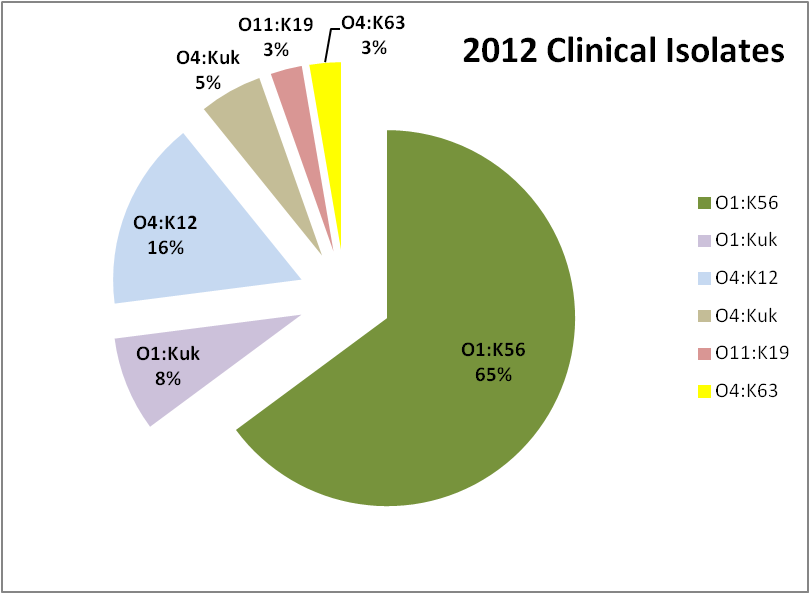 2012 Clinical Isolates
O11:K19
3%
O4:K63
3%
O4:Kuk
5%
O4:K12
16%
O1:Kuk
8%
O1:K56
65%
O1:K56
O1:Kuk
O4:K12
O4:Kuk
O11:K19
O4:K63